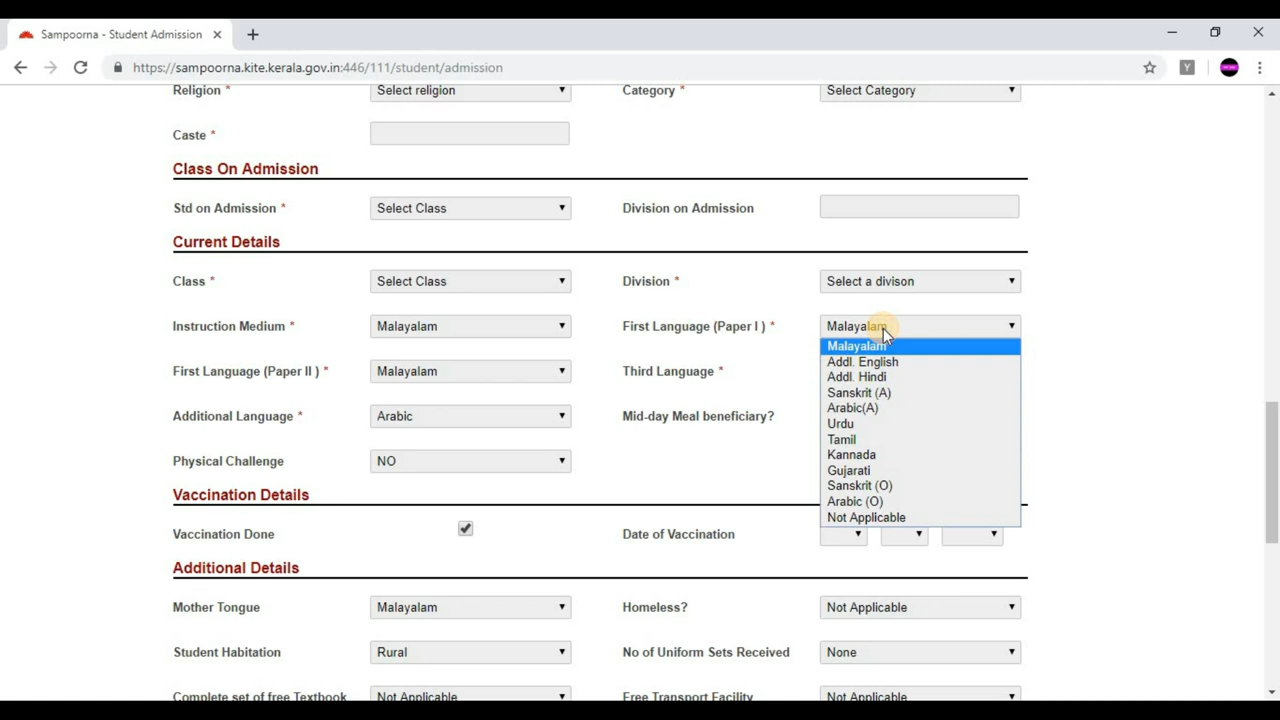 Sampoorna - Student Admission
https://sampoorna.kite.kerala.gov.in:446/111/student/admission
Y
Religion * Select religion Category * Select Category
Caste *
Class On Admission
Std on Admission * Select Class Division on Admission
Current Details
Class * Select Class Division * Select a divison
Instruction Medium * Malayalam First Language (Paper I ) * Malayalam
Malayalam
Addl. English
First Language (Paper II ) * Malayalam Third Language * Addl. Hindi
Sanskrit (A)
Arabic(A)
Additional Language * Arabic Mid-day Meal beneficiary? Urdu
Tamil
Kannada
Physical Challenge NO Gujarati
Sanskrit (O)
Vaccination Details Arabic (O)
Not Applicable
Vaccination Done Date of Vaccination
Additional Details
Mother Tongue Malayalam Homeless? Not Applicable
Student Habitation Rural No of Uniform Sets Received None
Complete set of free Textbook Not Applicable Free Transport Facility Not Applicable